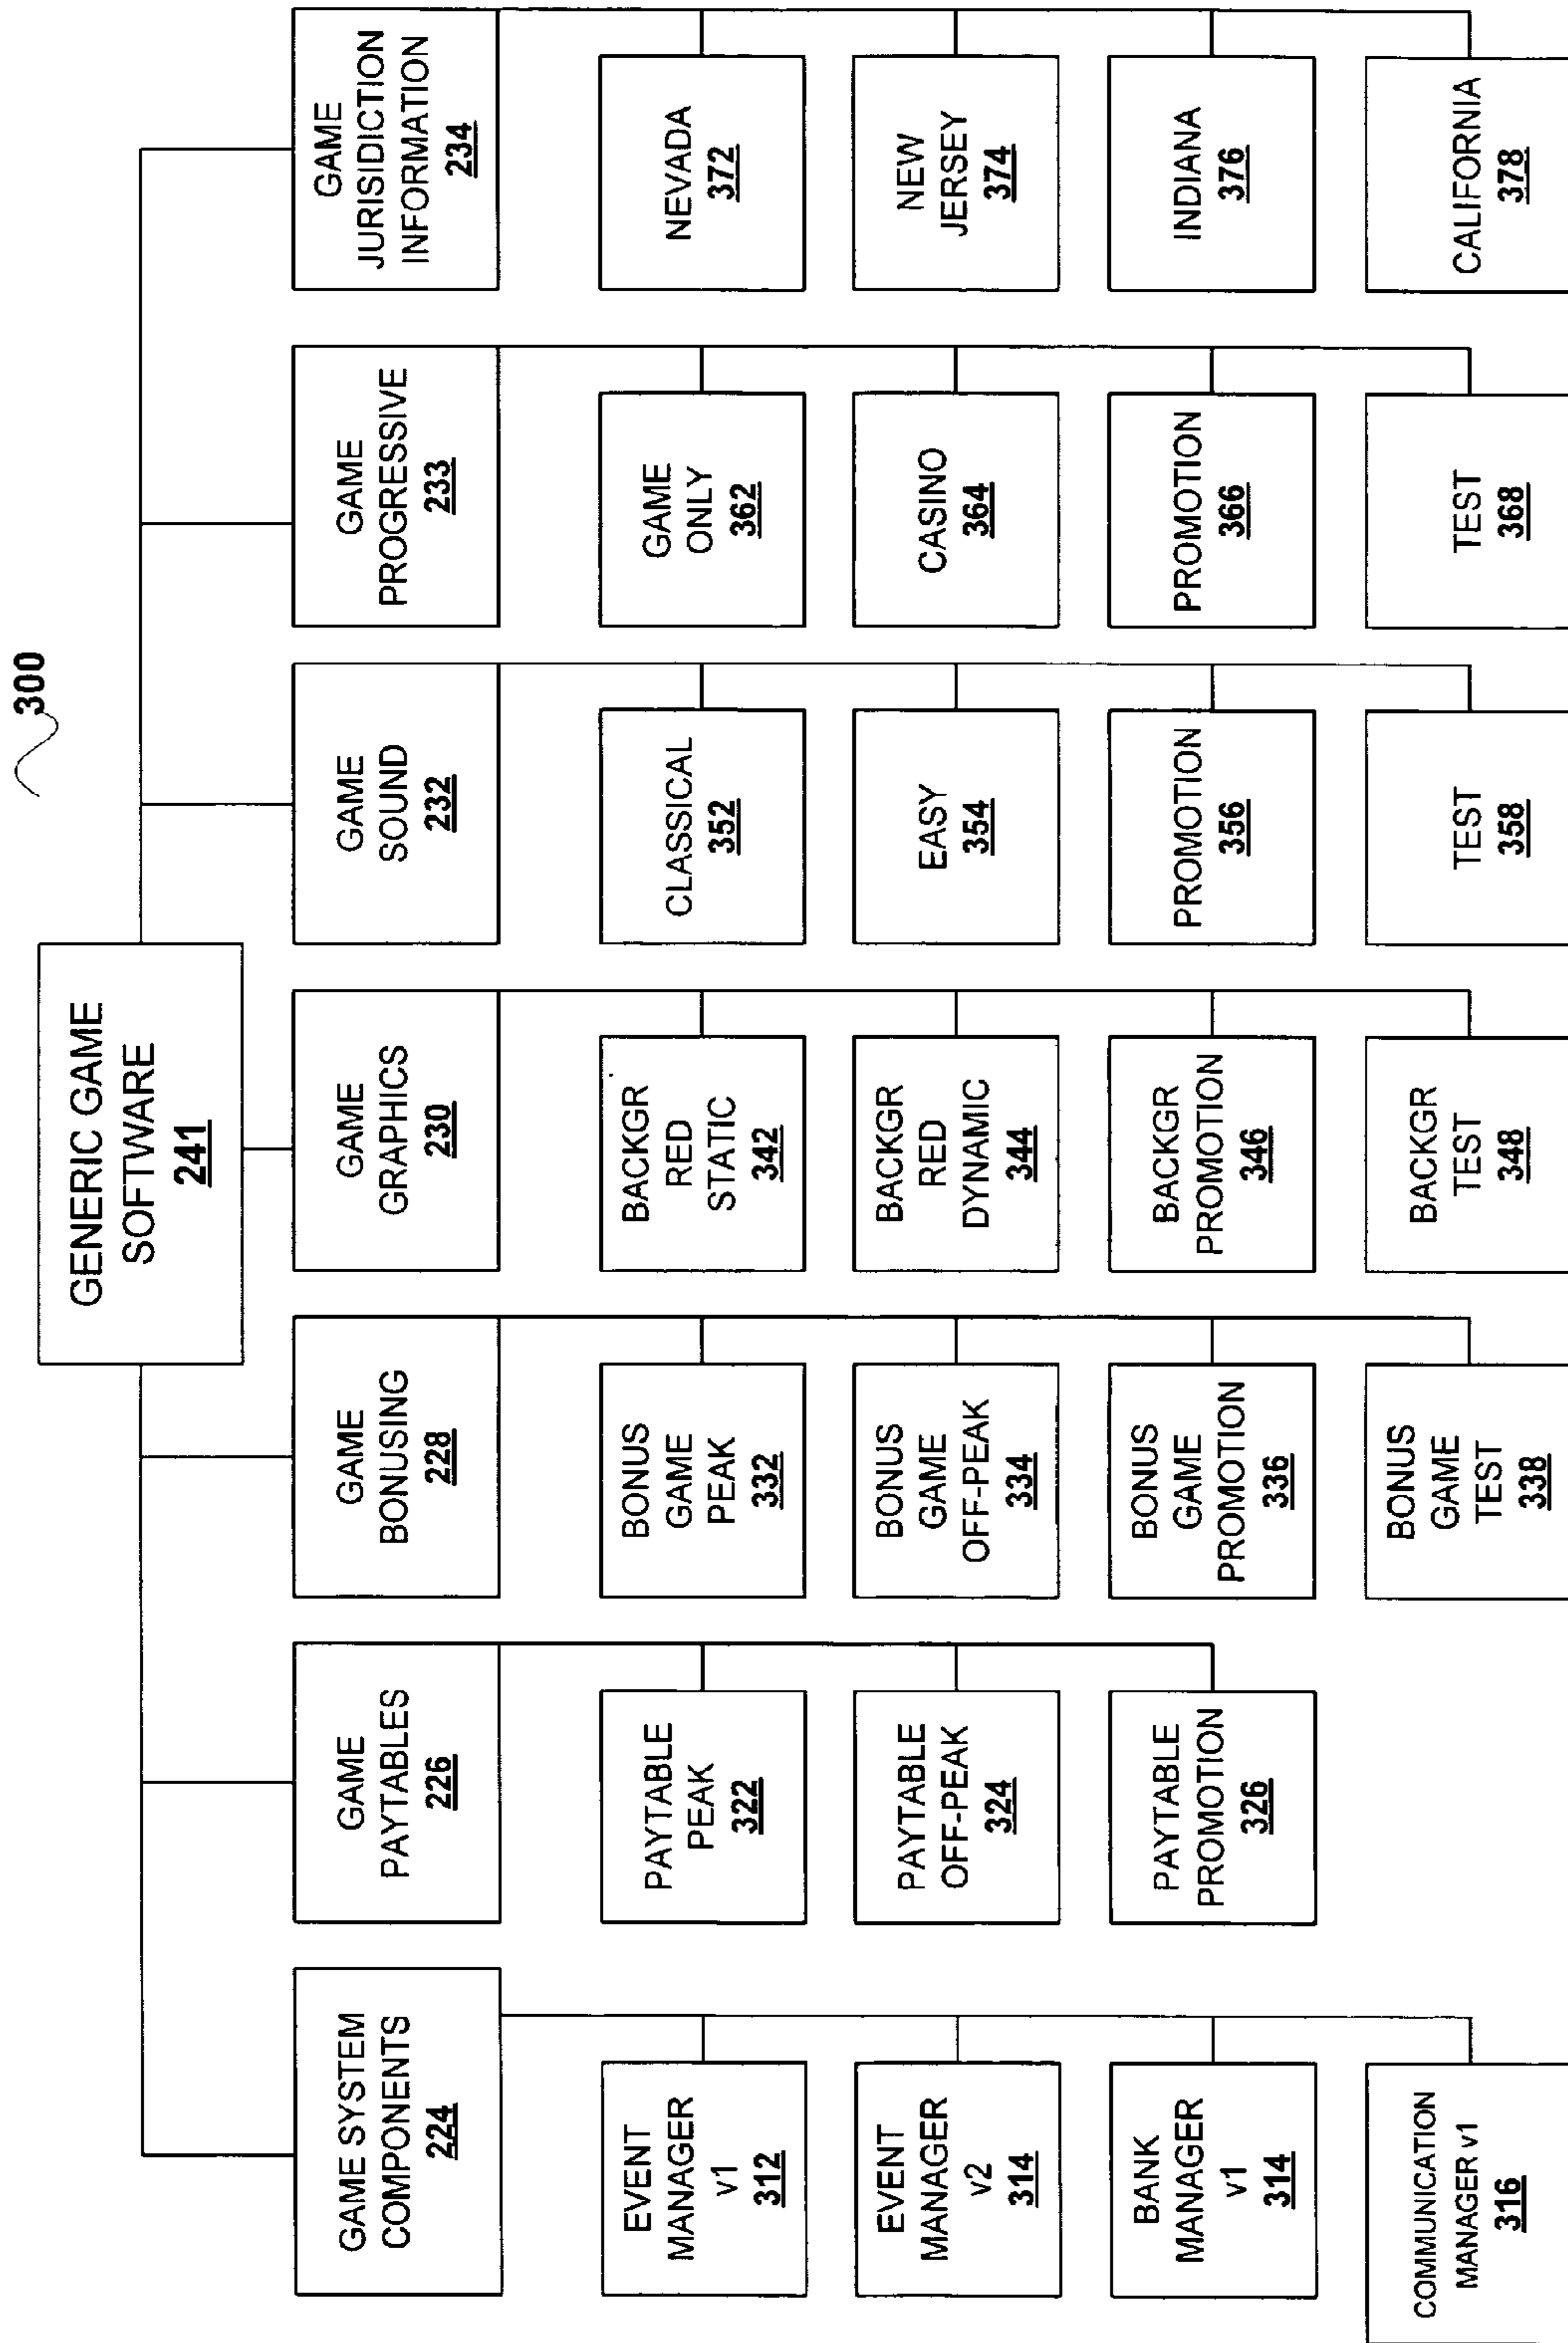 300
GENERIC GAME
SOFTWARE
241
GAME SYSTEM
COMPONENTS
224
EVENT
MANAGER
v1
312
EVENT
MANAGER
v2
314
BANK
MANAGER
v1
314
COMMUNICATION
MANAGER v1
316
GAME
PAYTABLES
226
PAYTABLE
PEAK
322
PAYTABLE
OFF-PEAK
324
PAYTABLE
PROMOTION
326
GAME
BONUSING
228
BONUS
GAME
PEAK
332
BONUS
GAME
OFF-PEAK
334
BONUS
GAME
PROMOTION
336
BONUS
GAME
TEST
338
GAME
GRAPHICS
230
BACKGR
RED
STATIC
342
BACKGR
RED
DYNAMIC
344
BACKGR
PROMOTION
346
BACKGR
TEST
348
GAME
SOUND
232
CLASSICAL
352
EASY
354
PROMOTION
356
TEST
358
GAME
PROGRESSIVE
233
GAME
ONLY
362
CASINO
364
PROMOTION
366
TEST
368
GAME
JURISIDICTION
INFORMATION
234
NEVADA
372
NEW
JERSEY
374
INDIANA
376
CALIFORNIA
378